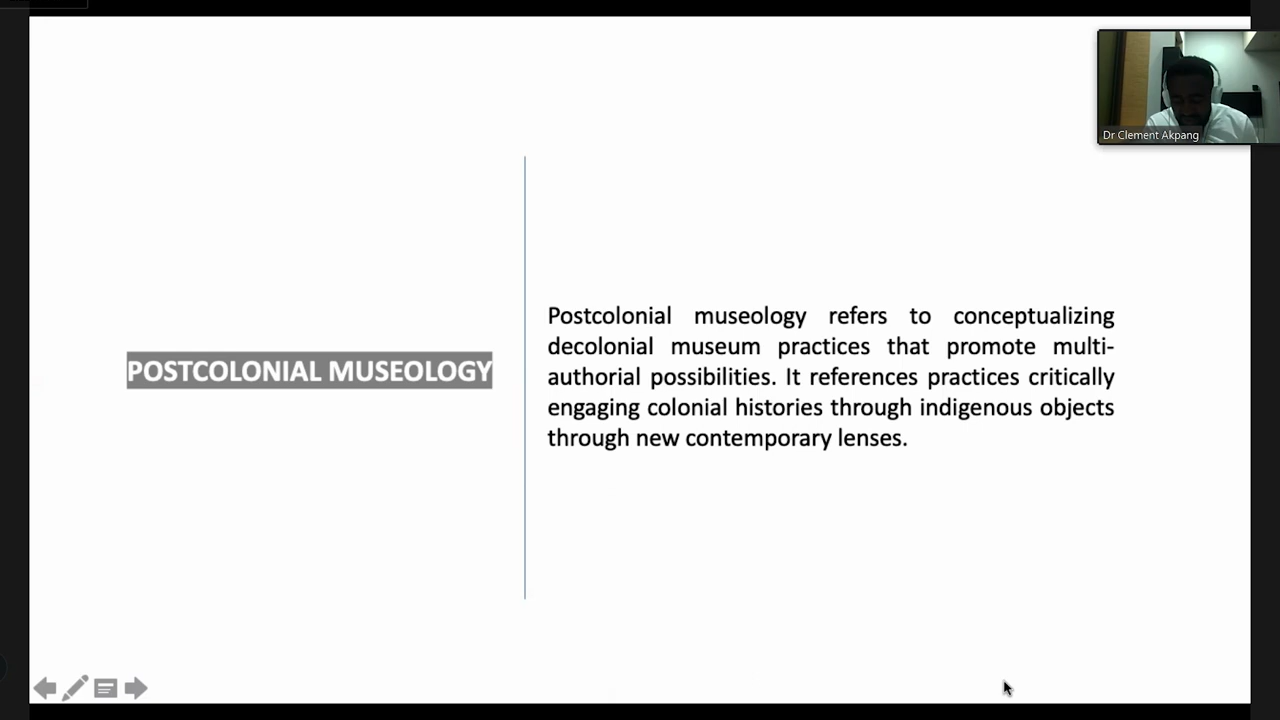 Dr Clement Akpang
POSTCOLONIAL MUSEOLOGY
Postcolonial museology refers to conceptualizing
decolonial museum practices that promote multi-
authorial possibilities. It references practices critically
engaging colonial histories through indigenous objects
through new contemporary lenses.